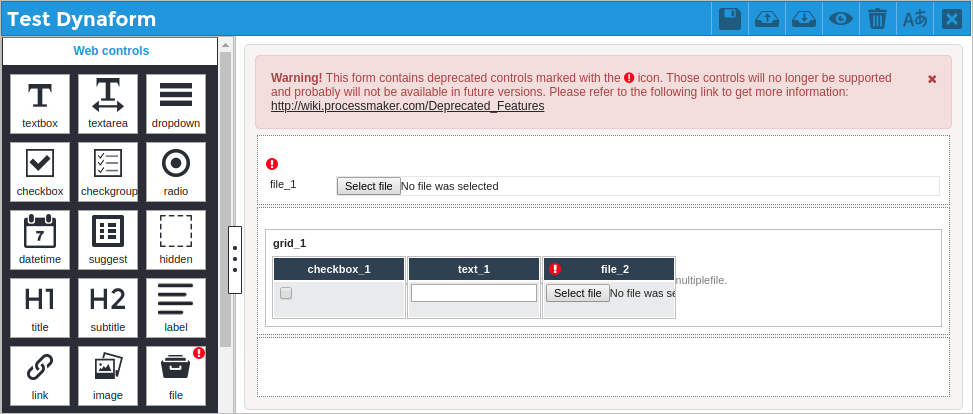 Test Dynaform
Aあ
Web controls
textbox
textarea
dropdown
checkbox
checkgroup
radio
7
datetime
suggest
hidden
H1
title
H2
subtitle
label
link
image
file
Warning! This form contains deprecated controls marked with the ! icon. Those controls will no longer be supported
and probably will not be available in future versions. Please refer to the following link to get more information:
http://wiki.processmaker.com/Deprecated_Features
file_1
Select file No file was selected
grid_1
checkbox_1 text_1 file_2
Select file No file was se
multiplefile.